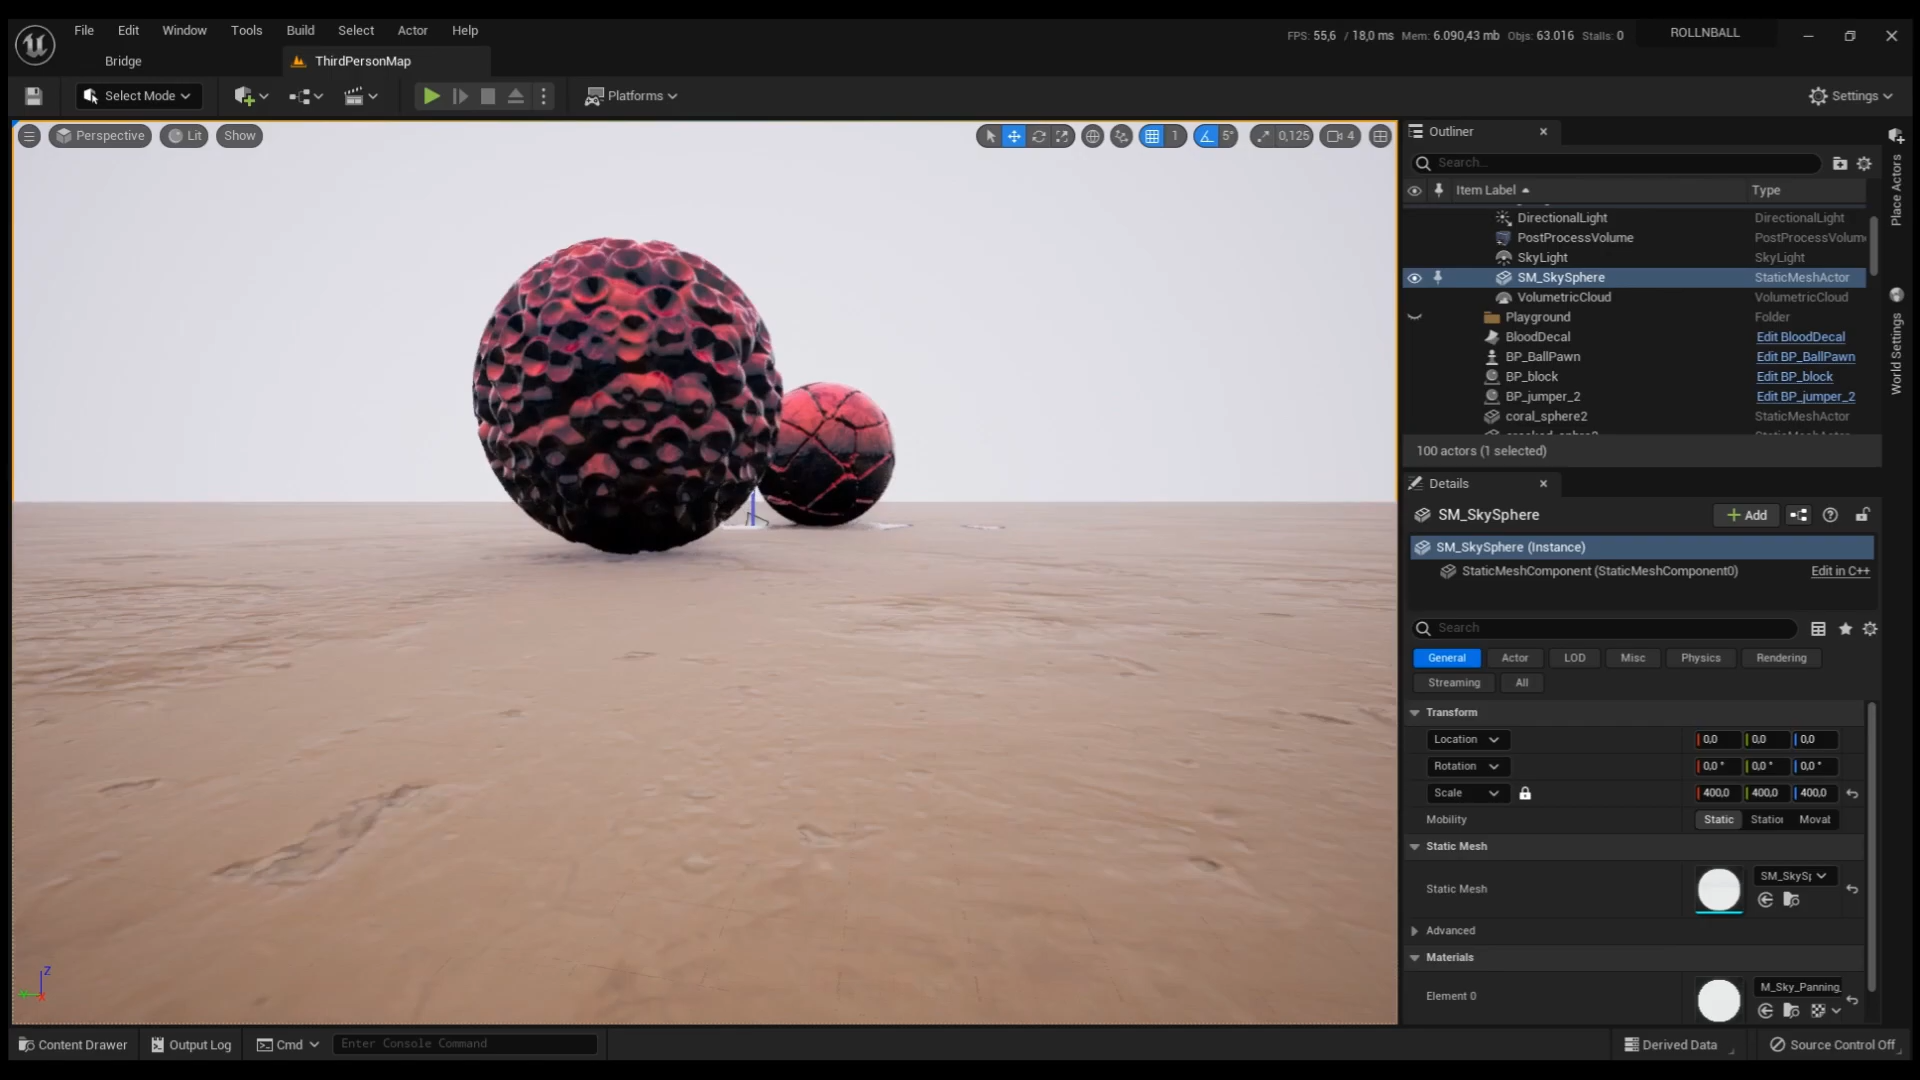 File Edit Window Tools Build Select Actor Help
FPS: 55,6 / 18,0 ms Mem: 6.090,43 mb Objs: 63.016 Stalls: 0
ROLLNBALL
Bridge
ThirdPersonMap
Select Mode
Platforms
Settings
Perspective
Lit
Show
1
5°
0,125
4
Outliner
Search...
Item Label
Type
DirectionalLight DirectionalLight
PostProcessVolume PostProcessVolum
SkyLight SkyLight
SM_SkySphere StaticMeshActor
VolumetricCloud VolumetricCloud
Playground Folder
BloodDecal Edit BloodDecal
BP_BallPawn Edit BP_BallPawn
BP_block Edit BP_block
BP_jumper_2 Edit BP_jumper_2
coral_sphere2 StaticMeshActor
100 actors (1 selected)
Place Actors
World Settings
Details
SM_SkySphere
Add
SM_SkySphere (Instance)
StaticMeshComponent (StaticMeshComponent0) Edit in C++
Search
General Actor LOD Misc Physics Rendering
Streaming All
Transform
Location 0,0 0,0 0,0
Rotation 0,0 ° 0,0 ° 0,0 °
Scale 400,0 400,0 400,0
Mobility Static Station Movat
Static Mesh
Static Mesh SM_SkySp
Advanced
Materials
Element 0 M_Sky_Panning_
Z
X
Content Drawer
Output Log
Cmd
Enter Console Command
Derived Data
Source Control Off